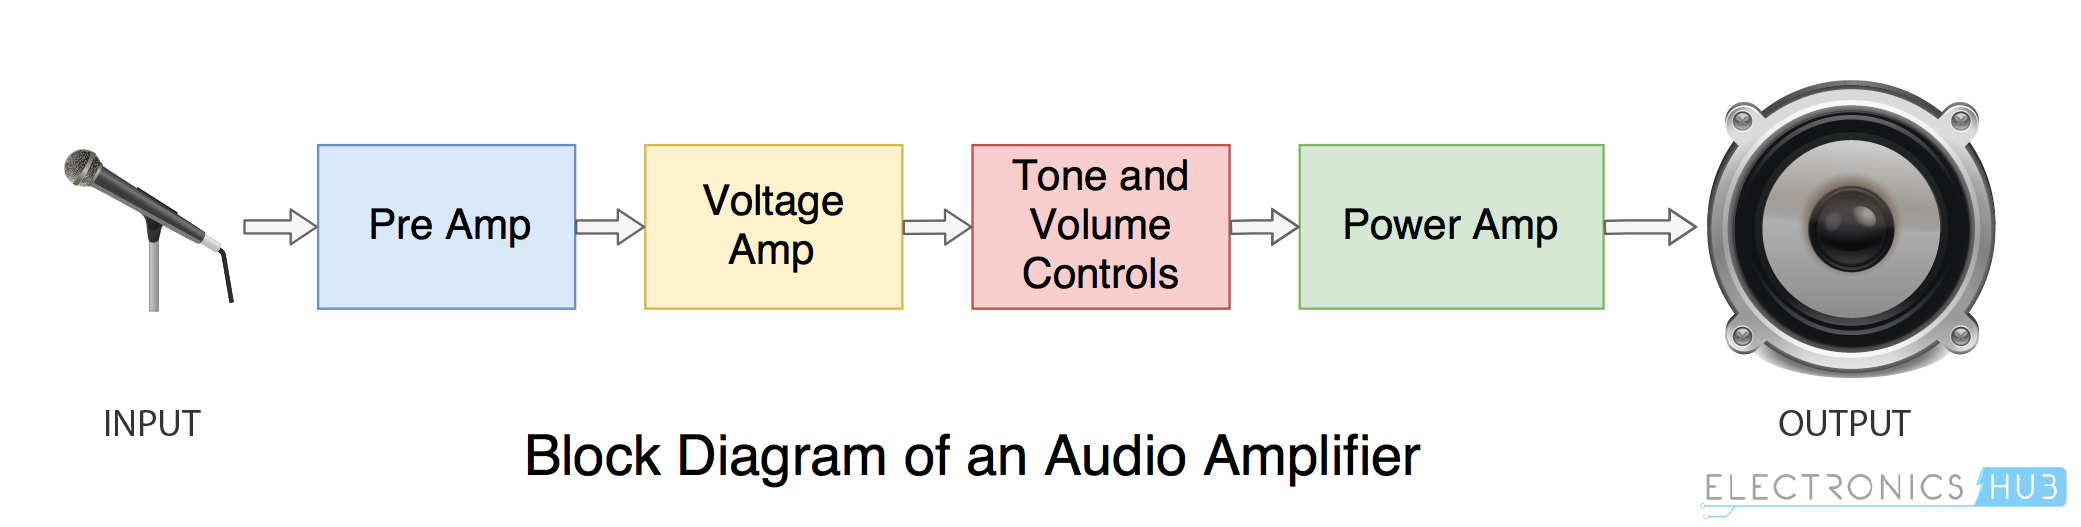 Pre Amp
Voltage
Amp
Tone and
Volume
Controls
Power Amp
INPUT
OUTPUT
Block Diagram of an Audio Amplifier
ELECTRONICS HUB